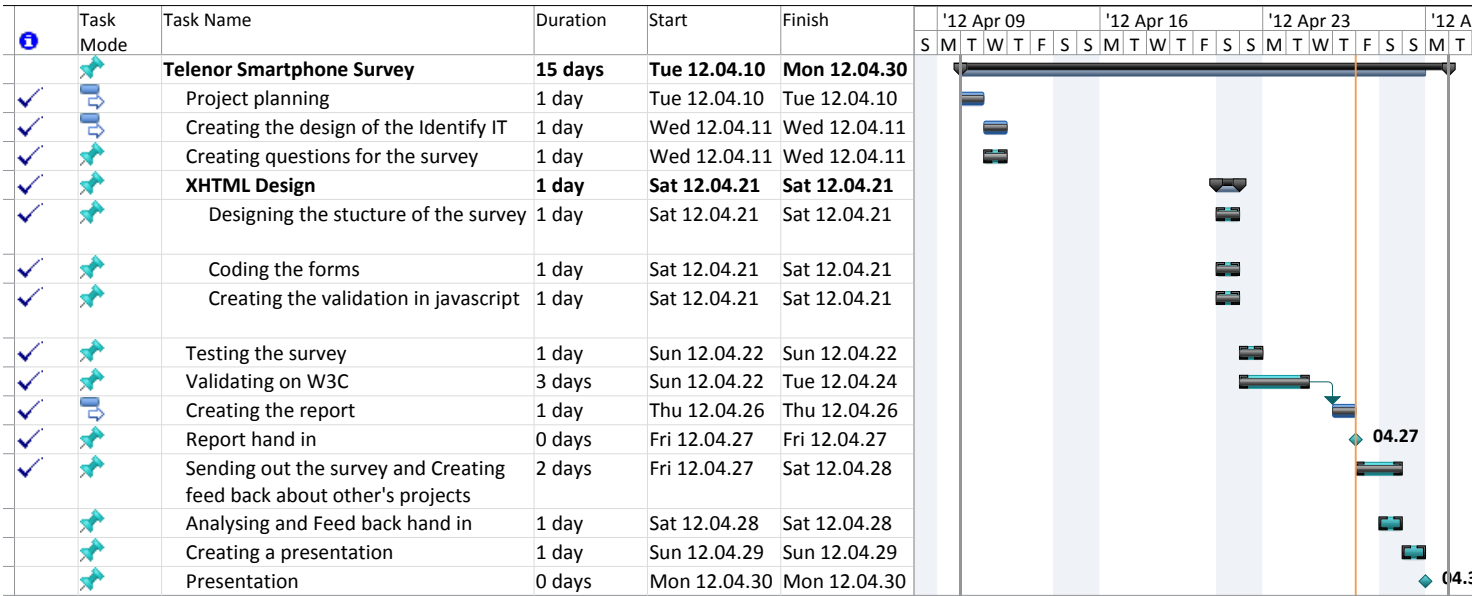 Task Mode Task Name Duration Start Finish '12 Apr 09 '12 Apr 16 '12 Apr 23 '12 A
S M T W T F S S M T W T F S S M T W T F S S M T
Telenor Smartphone Survey 15 days Tue 12.04.10 Mon 12.04.30
Project planning 1 day Tue 12.04.10 Tue 12.04.10
Creating the design of the Identify IT 1 day Wed 12.04.11 Wed 12.04.11
Creating questions for the survey 1 day Wed 12.04.11 Wed 12.04.11
XHTML Design 1 day Sat 12.04.21 Sat 12.04.21
Designing the stucture of the survey 1 day Sat 12.04.21 Sat 12.04.21
Coding the forms 1 day Sat 12.04.21 Sat 12.04.21
Creating the validation in javascript 1 day Sat 12.04.21 Sat 12.04.21
Testing the survey 1 day Sun 12.04.22 Sun 12.04.22
Validating on W3C 3 days Sun 12.04.22 Tue 12.04.24
Creating the report 1 day Thu 12.04.26 Thu 12.04.26
Report hand in 0 days Fri 12.04.27 Fri 12.04.27 04.27
Sending out the survey and Creating 2 days Fri 12.04.27 Sat 12.04.28
feed back about other's projects
Analysing and Feed back hand in 1 day Sat 12.04.28 Sat 12.04.28
Creating a presentation 1 day Sun 12.04.29 Sun 12.04.29
Presentation 0 days Mon 12.04.30 Mon 12.04.30